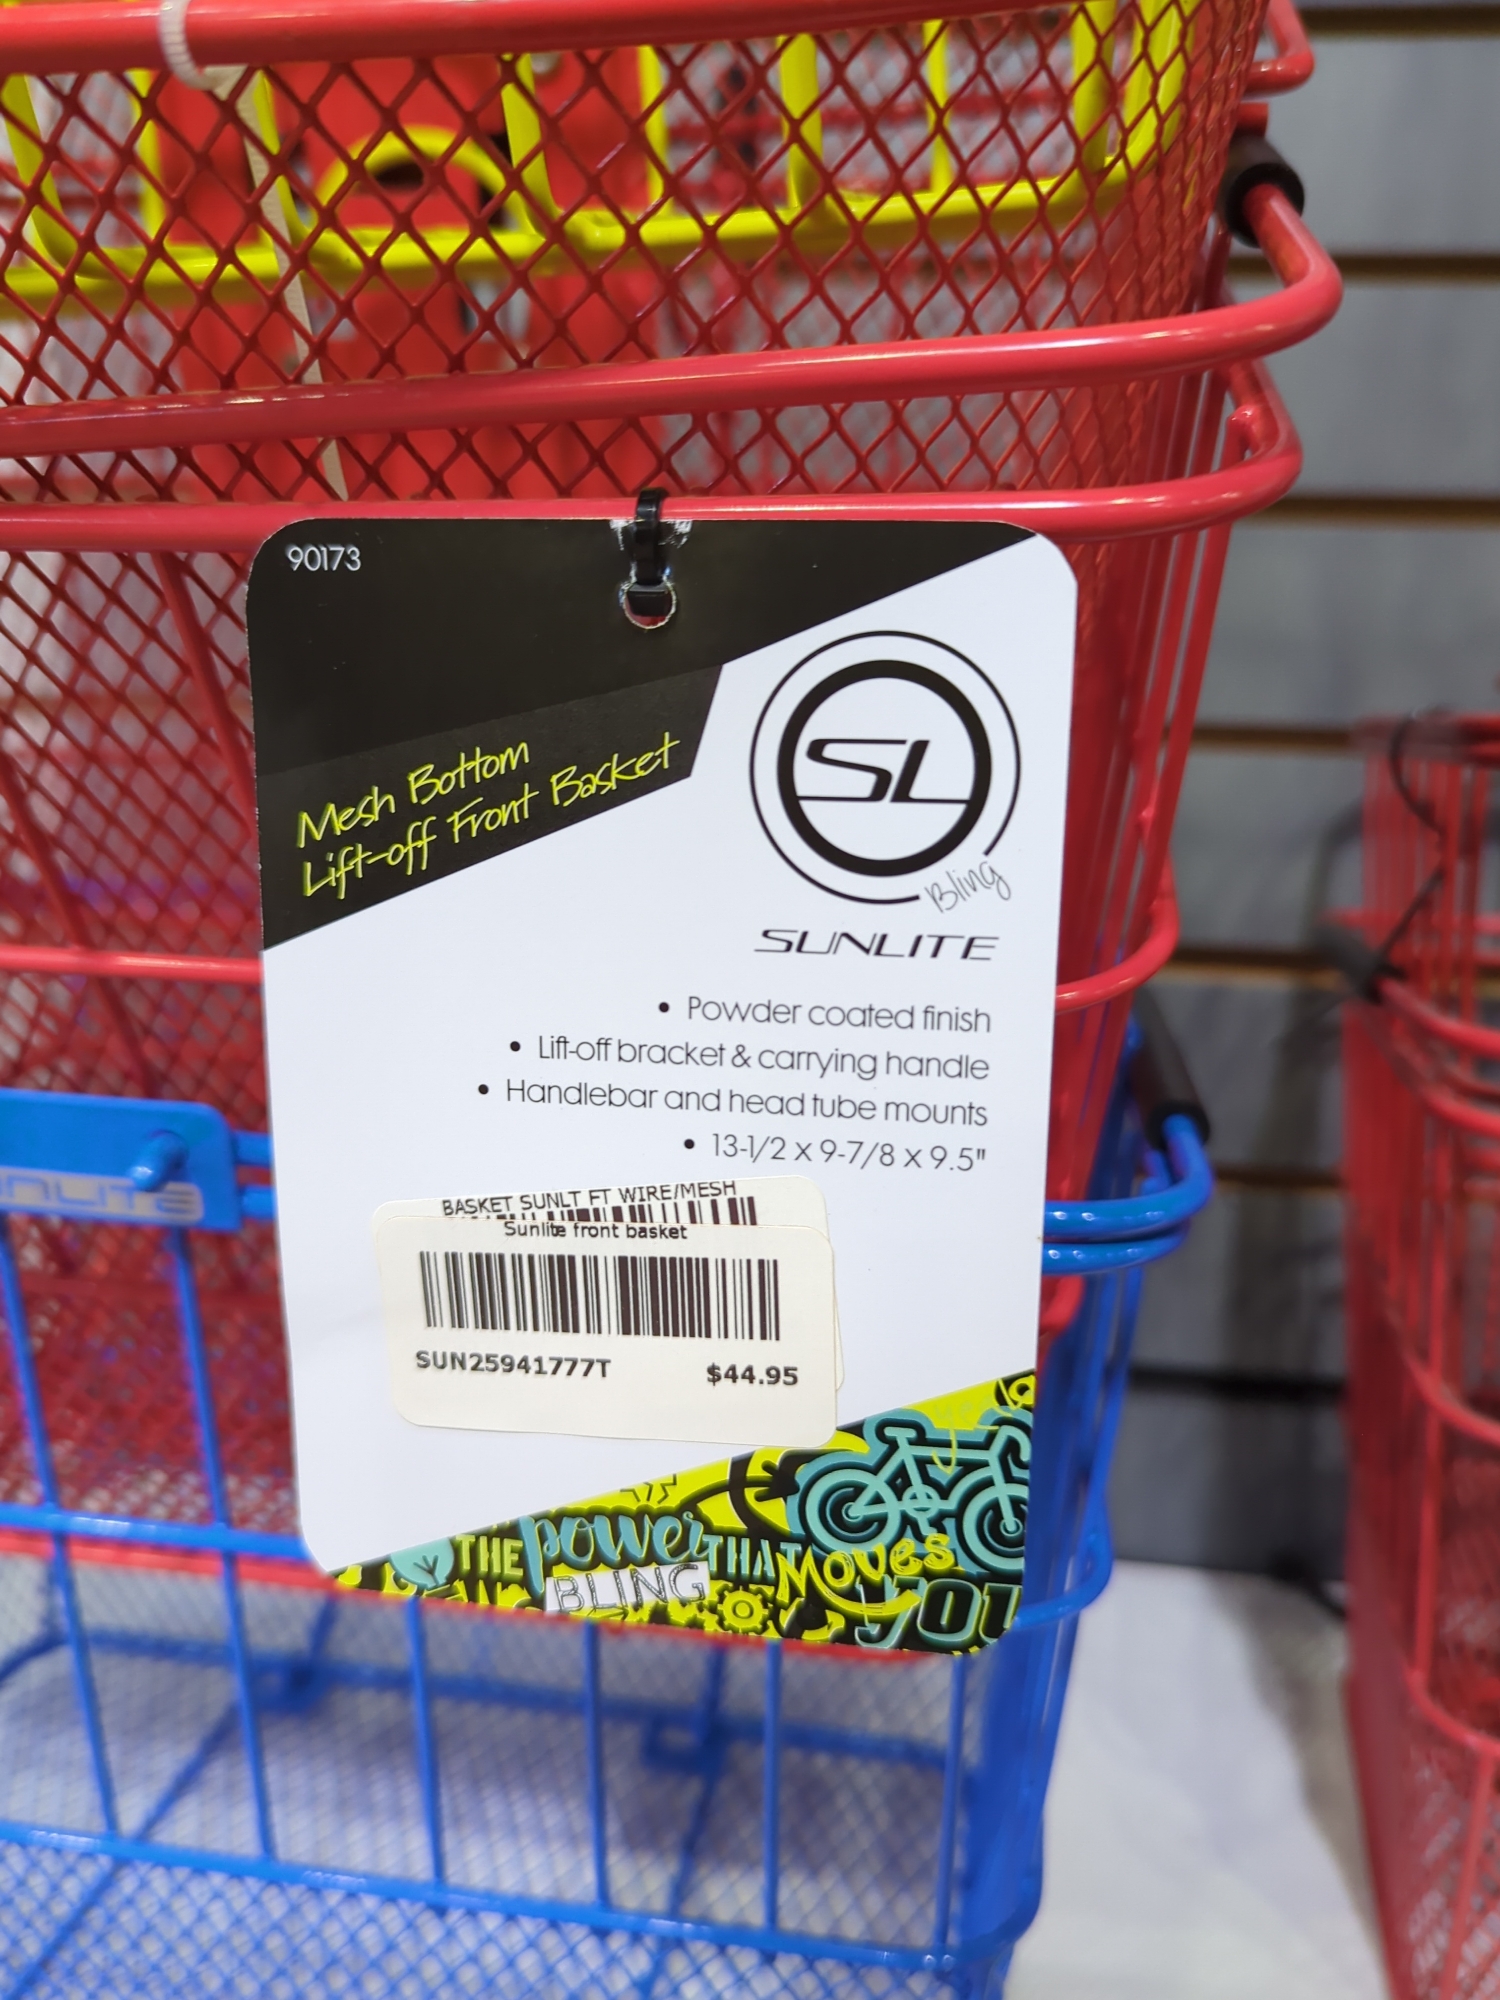 90173
Mesh Bottom
Lift-off Front Basket
SL
Bling
SUNLITE
• Powder coated finish
• Lift-off bracket & carrying handle
• Handlebar and head tube mounts
• 13-1/2 x 9-7/8 x 9.5"
BASKET SUNLT FT WIRE/MESH
Sunlite front basket
SUN25941777T $44.95
THE power THAT Moves YOU
BLING